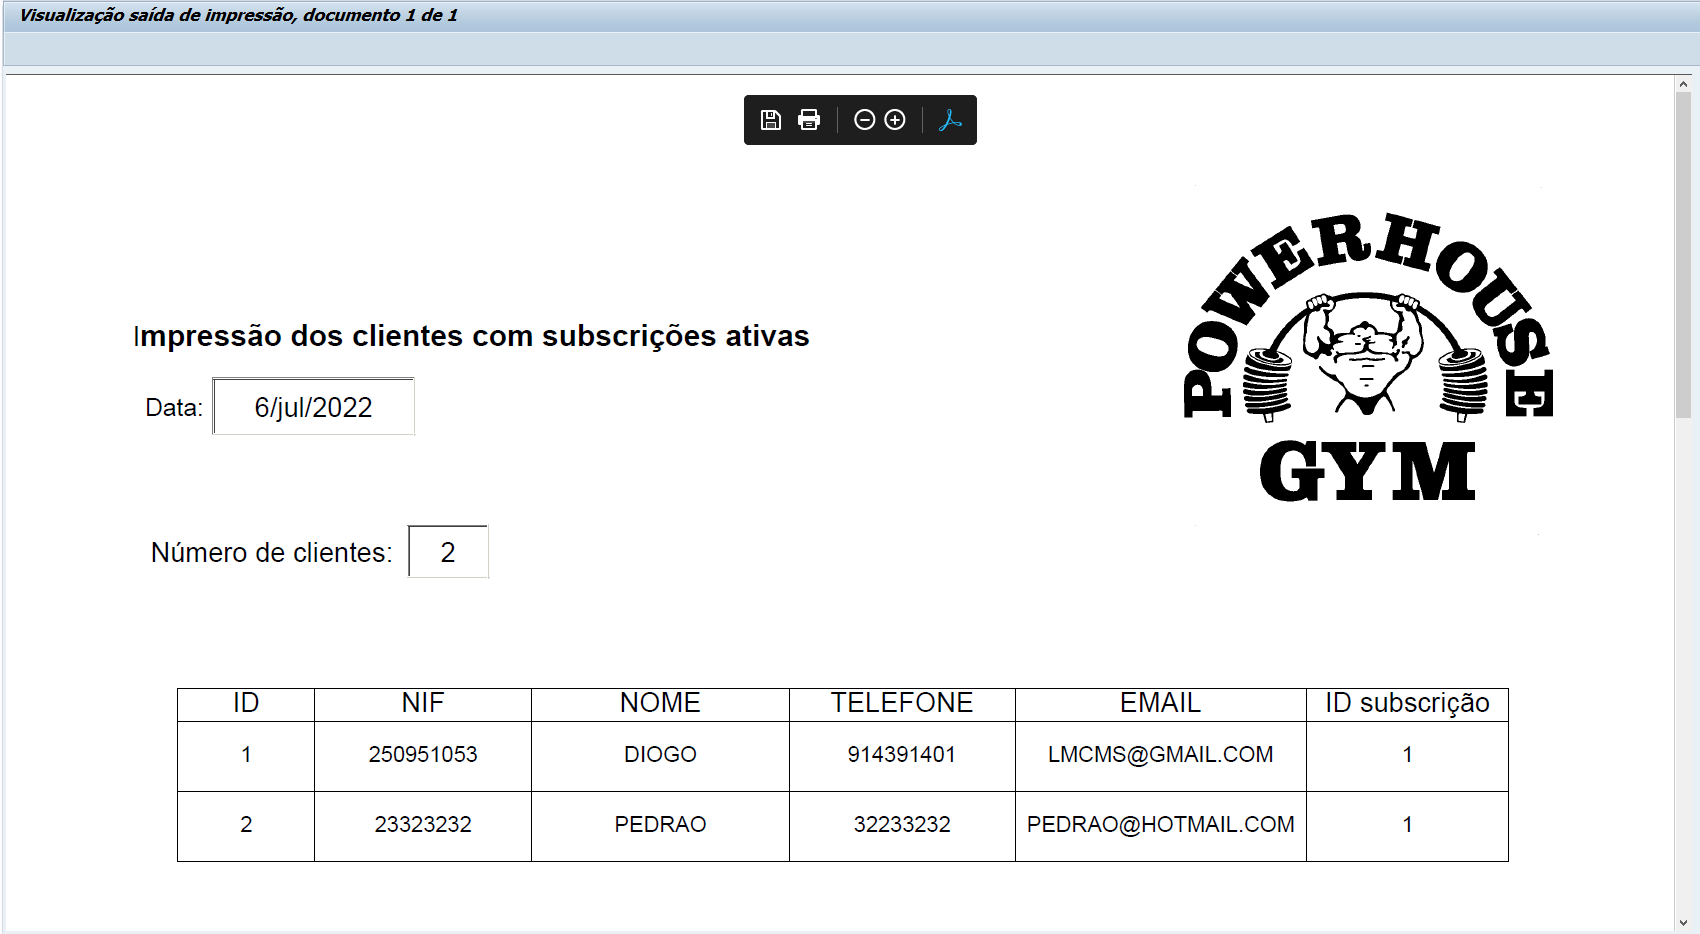 Visualização saída de impressão, documento 1 de 1
POWERHOUSE
GYM
Impressão dos clientes com subscrições ativas
Data: 6/jul/2022
Número de clientes: 2
ID NIF NOME TELEFONE EMAIL ID subscrição
1 250951053 DIOGO 914391401 LMCMS@GMAIL.COM 1
2 23323232 PEDRAO 32233232 PEDRAO@HOTMAIL.COM 1